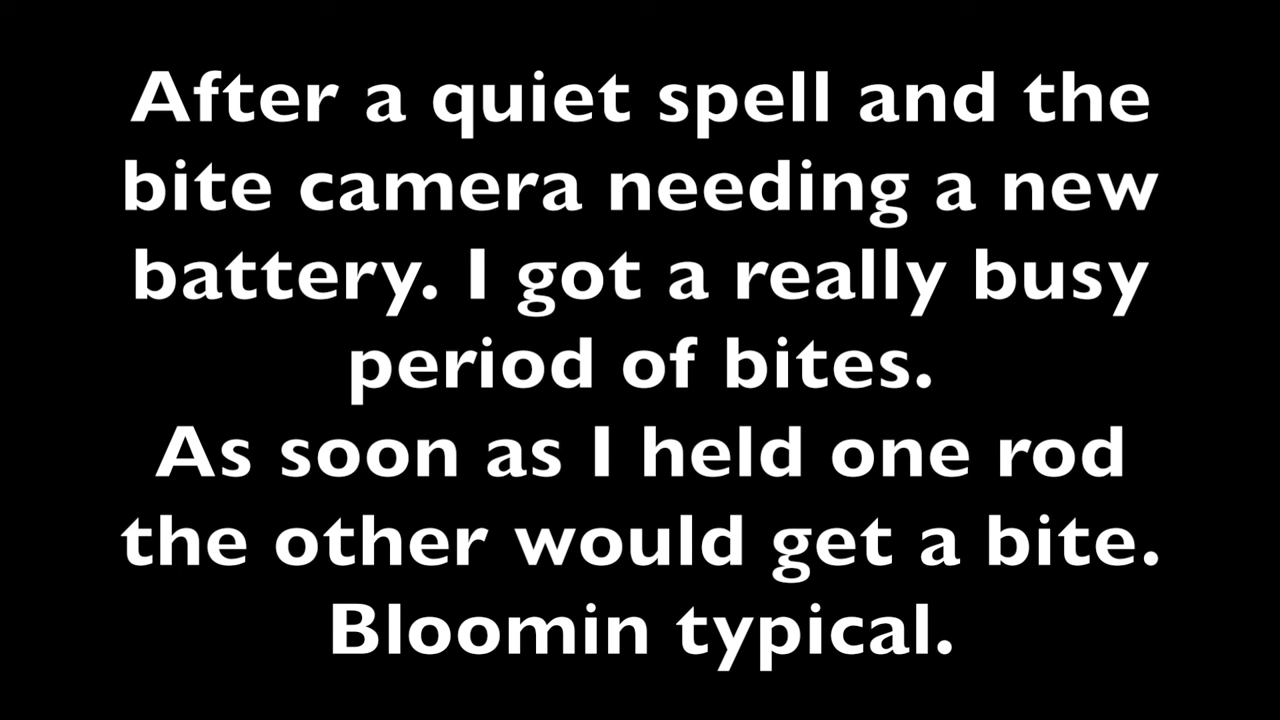 After a quiet spell and the
bite camera needing a new
battery. I got a really busy
period of bites.
As soon as I held one rod
the other would get a bite.
Bloomin typical.